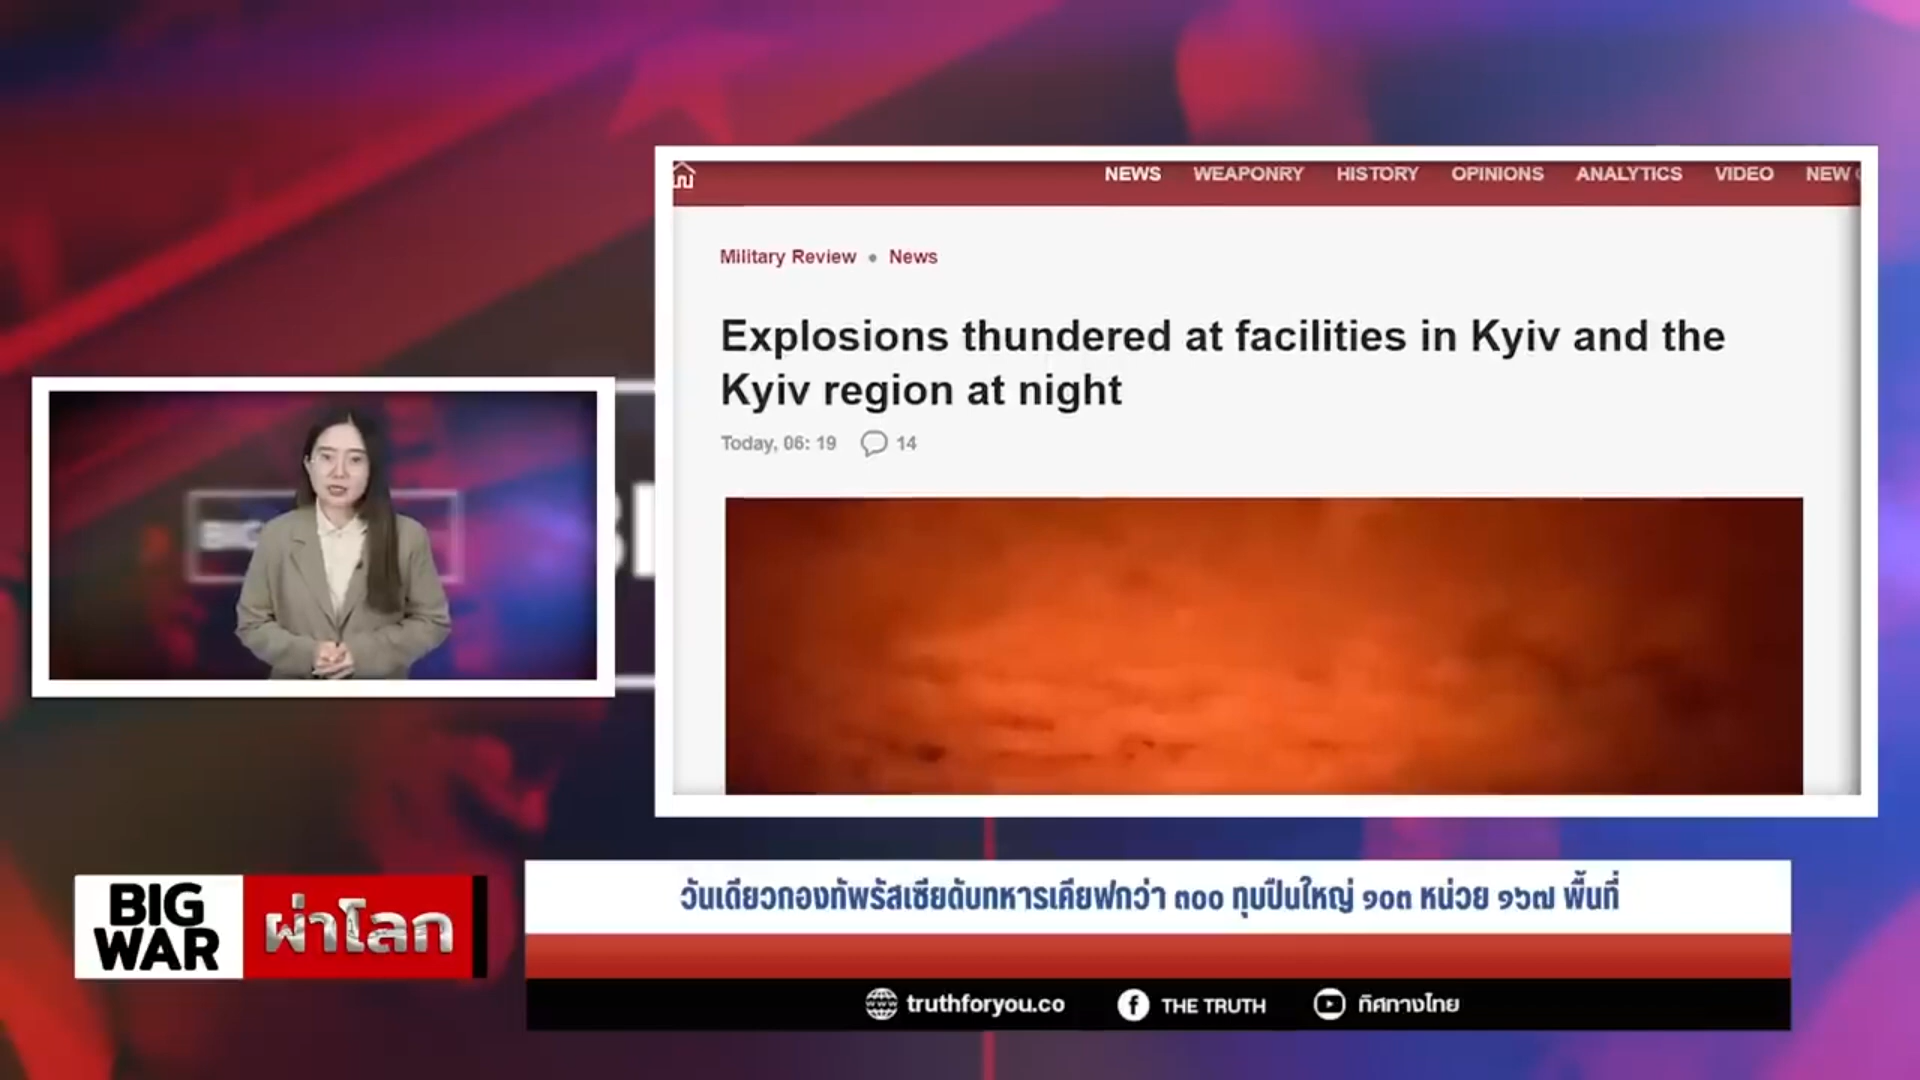 NEWS WEAPONRY HISTORY OPINIONS ANALYTICS VIDEO NEW
Military Review • News
Explosions thundered at facilities in Kyiv and the
Kyiv region at night
Today, 06: 19 14
BIG
BIG
WAR
ผ่าโลก
วันเดียวกองทัพรัสเซียดับทหารเคียฟกว่า ๓๐๐ ทุบปืนใหญ่ ๑๐๓ หน่วย ๑๖๗ พื้นที่
truthforyou.co THE TRUTH ทิศทางไทย